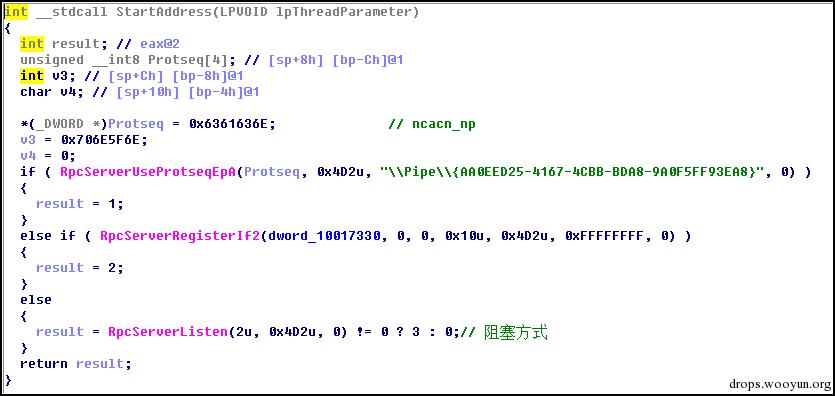 int __stdcall StartAddress(LPVOID lpThreadParameter)
{
int result; // eax@2
unsigned __int8 Protseq[4]; // [sp+8h] [bp-Ch]@1
int v3; // [sp+Ch] [bp-8h]@1
char v4; // [sp+10h] [bp-4h]@1
*(_DWORD *)Protseq = 0x6361636E; // ncacn_np
v3 = 0x706E5F6E;
v4 = 0;
if ( RpcServerUseProtseqEpA(Protseq, 0x4D2u, "\\Pipe\\{AA0EED25-4167-4CBB-BDA8-9A0F5FF93EA8}", 0) )
{
result = 1;
}
else if ( RpcServerRegisterIf2(dword_10017330, 0, 0, 0x10u, 0x4D2u, 0xFFFFFFFF, 0) )
{
result = 2;
}
else
{
result = RpcServerListen(2u, 0x4D2u, 0) != 0 ? 3 : 0;// 阻塞方式
}
return result;
}
drops.wooyun.org